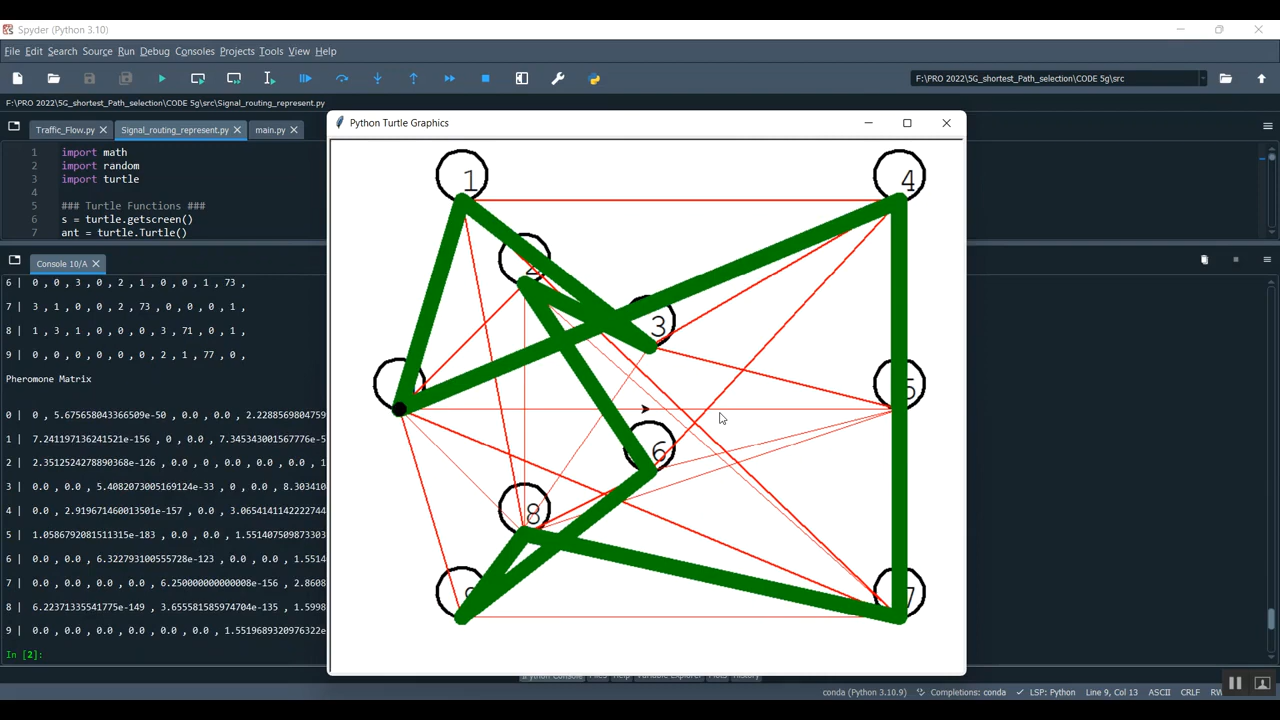 Spyder (Python 3.10)
File Edit Search Source Run Debug Consoles Projects Tools View Help
F:\PRO 2022\5G_shortest_Path_selection\CODE 5g\src
F:\PRO 2022\5G_shortest_Path_selection\CODE 5g\src\Signal_routing_represent.py
Python Turtle Graphics
Traffic_Flow.py Signal_routing_represent.py main.py
1 import math
2 import random
3 import turtle
4
5 ### Turtle Functions ###
6 s = turtle.getscreen()
7 ant = turtle.Turtle()
Console 10/A
6 | 0 , 0 , 3 , 0 , 2 , 1 , 0 , 0 , 1 , 73 ,
7 | 3 , 1 , 0 , 0 , 2 , 73 , 0 , 0 , 0 , 1 ,
8 | 1 , 3 , 1 , 0 , 0 , 0 , 3 , 71 , 0 , 1 ,
9 | 0 , 0 , 0 , 0 , 0 , 0 , 2 , 1 , 77 , 0 ,
Pheromone Matrix
0 | 0 , 5.675658043366509e-50 , 0.0 , 0.0 , 2.2288569804759
1 | 7.241197136241521e-156 , 0 , 0.0 , 7.345343001567776e-5
2 | 2.3512524278890368e-126 , 0.0 , 0 , 0.0 , 0.0 , 0.0
3 | 0.0 , 0.0 , 5.4082073005169124e-33 , 0 , 0.0 , 8.30341
4 | 0.0 , 2.919671460013501e-157 , 0.0 , 3.0654141142222744
5 | 1.0586792081511315e-183 , 0.0 , 0.0 , 1.551407509873303
6 | 0.0 , 0.0 , 6.322793100555728e-123 , 0.0 , 0.0 , 1.5514
7 | 0.0 , 0.0 , 0.0 , 0.0 , 6.250000000000008e-156 , 2.8608
8 | 6.22371335541775e-149 , 3.655581585974704e-135 , 1.5998
9 | 0.0 , 0.0 , 0.0 , 0.0 , 0.0 , 0.0 , 1.5519689320976322e
In [2]:
1
4
2
3
5
6
8
7
IPython Console Files Help Variable Explorer Plots History
conda (Python 3.10.9) Completions: conda LSP: Python Line 9, Col 13 ASCII CRLF RW